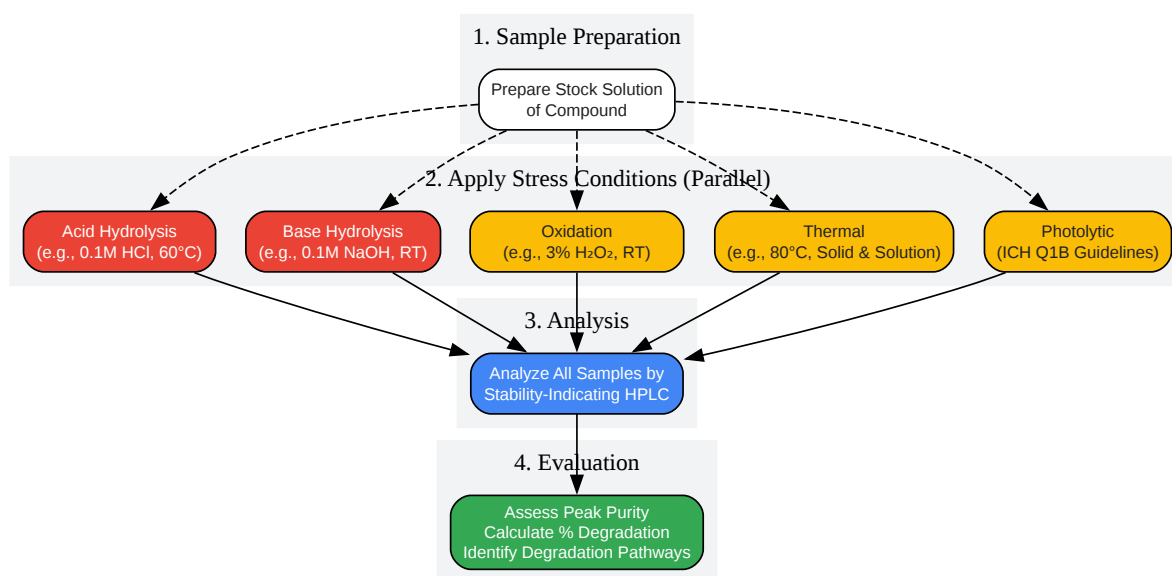 1. Sample Preparation
Prepare Stock Solution
of Compound
2. Apply Stress Conditions (Parallel)
Acid Hydrolysis
(e.g., 0.1M HCl, 60°C)
Base Hydrolysis
(e.g., 0.1M NaOH, RT)
Oxidation
(e.g., 3% H₂O₂, RT)
Thermal
(e.g., 80°C, Solid & Solution)
Photolytic
(ICH Q1B Guidelines)
3. Analysis
Analyze All Samples by
Stability-Indicating HPLC
4. Evaluation
Assess Peak Purity
Calculate % Degradation
Identify Degradation Pathways